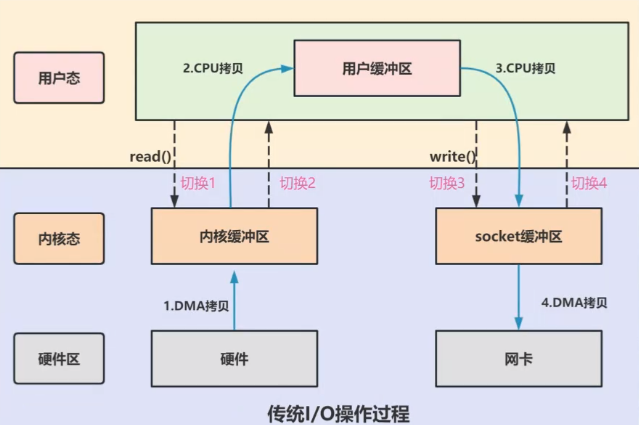 用户态
2.CPU拷贝
用户缓冲区
3.CPU拷贝
read()
切换1
切换2
write()
切换3
切换4
内核态
内核缓冲区
socket缓冲区
1.DMA拷贝
4.DMA拷贝
硬件区
硬件
网卡
传统I/O操作过程